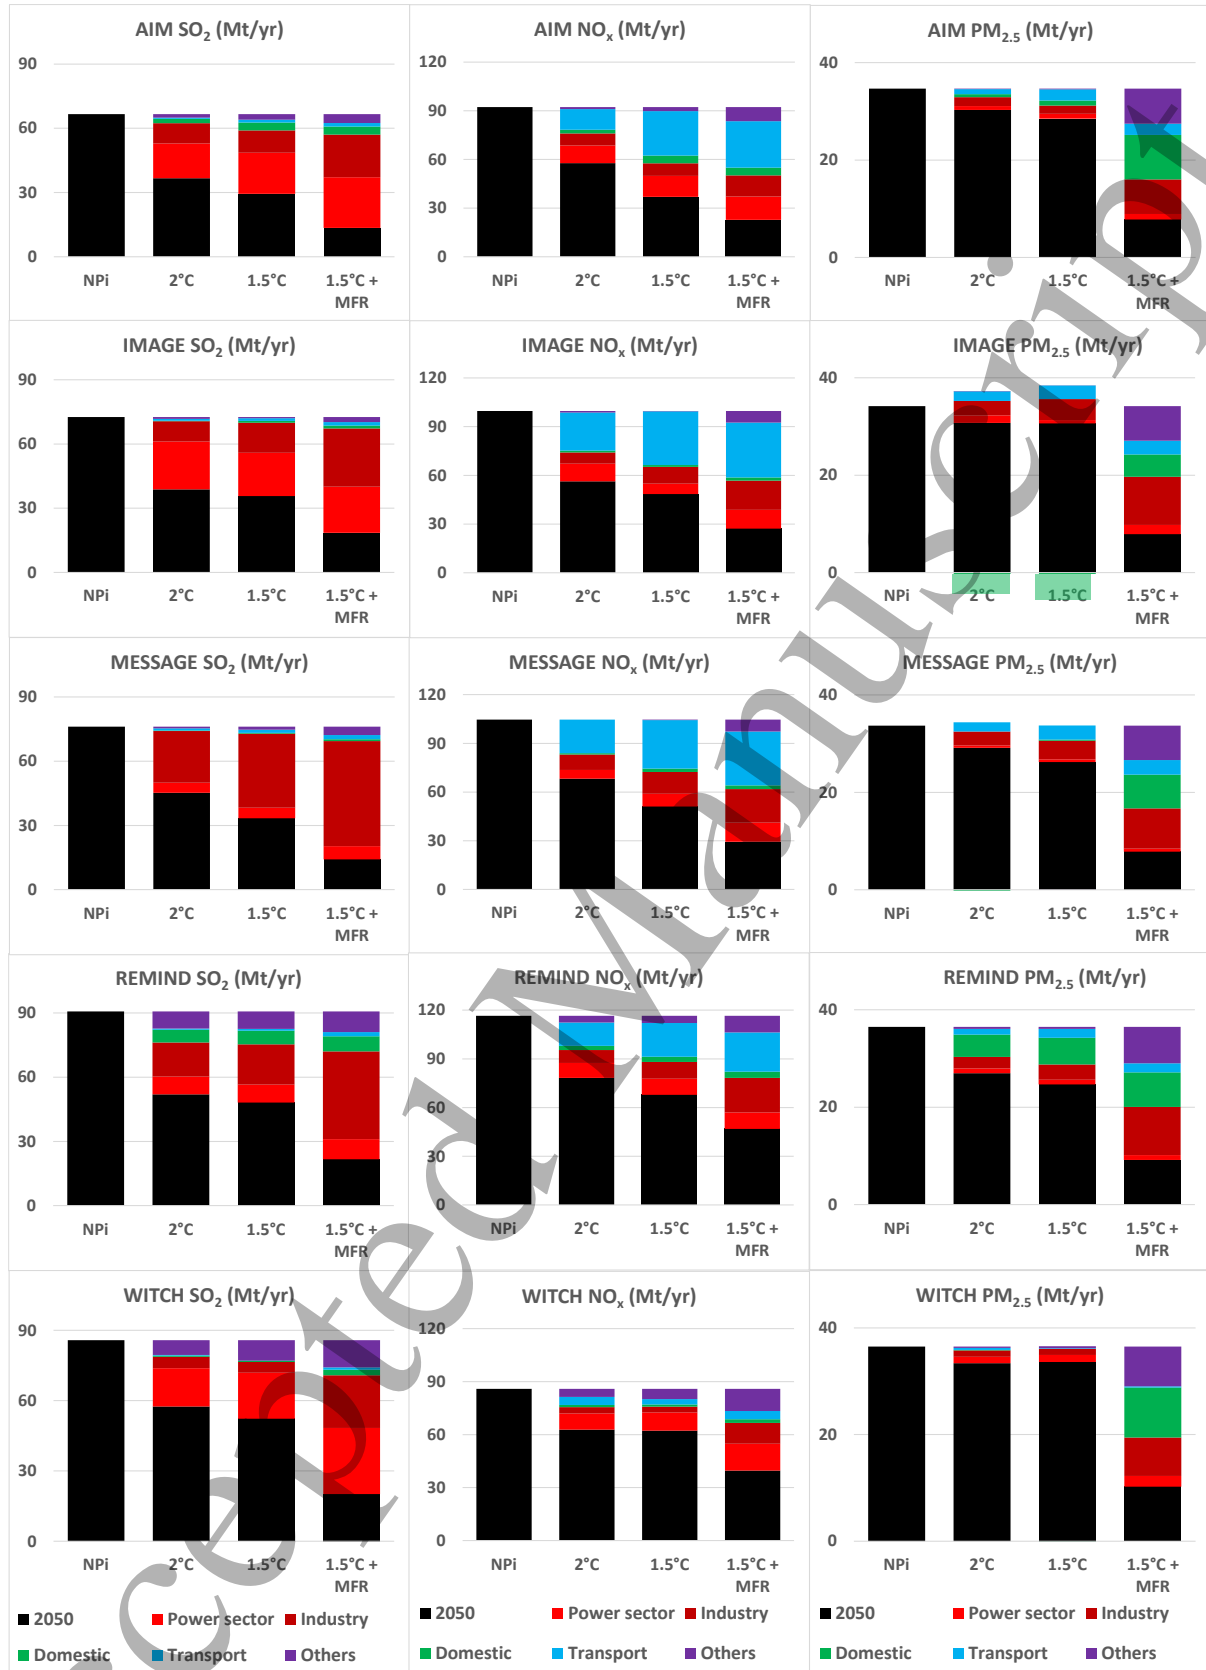 AIM SO₂ (Mt/yr)
90
60
30
0
NPi 2°C 1.5°C 1.5°C + MFR
AIM NOₓ (Mt/yr)
120
90
60
30
0
NPi 2°C 1.5°C 1.5°C + MFR
AIM PM₂.₅ (Mt/yr)
40
20
0
NPi 2°C 1.5°C 1.5°C + MFR
IMAGE SO₂ (Mt/yr)
90
60
30
0
NPi 2°C 1.5°C 1.5°C + MFR
IMAGE NOₓ (Mt/yr)
120
90
60
30
0
NPi 2°C 1.5°C 1.5°C + MFR
IMAGE PM₂.₅ (Mt/yr)
40
20
0
NPi 2°C 1.5°C 1.5°C + MFR
MESSAGE SO₂ (Mt/yr)
90
60
30
0
NPi 2°C 1.5°C 1.5°C + MFR
MESSAGE NOₓ (Mt/yr)
120
90
60
30
0
NPi 2°C 1.5°C 1.5°C + MFR
MESSAGE PM₂.₅ (Mt/yr)
40
20
0
NPi 2°C 1.5°C 1.5°C + MFR
REMIND SO₂ (Mt/yr)
90
60
30
0
NPi 2°C 1.5°C 1.5°C + MFR
REMIND NOₓ (Mt/yr)
120
90
60
30
0
NPi 2°C 1.5°C 1.5°C + MFR
REMIND PM₂.₅ (Mt/yr)
40
20
0
NPi 2°C 1.5°C 1.5°C + MFR
WITCH SO₂ (Mt/yr)
90
60
30
0
NPi 2°C 1.5°C 1.5°C + MFR
2050 Power sector Industry
Domestic Transport Others
WITCH NOₓ (Mt/yr)
120
90
60
30
0
NPi 2°C 1.5°C 1.5°C + MFR
2050 Power sector Industry
Domestic Transport Others
WITCH PM₂.₅ (Mt/yr)
40
20
0
NPi 2°C 1.5°C 1.5°C + MFR
2050 Power sector Industry
Domestic Transport Others
cepted Manuscript